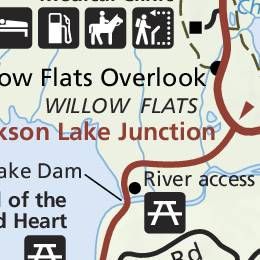 ow Flats Overlook
WILLOW FLATS
kson Lake Junction
ake Dam
River access
l of the
d Heart
Rd